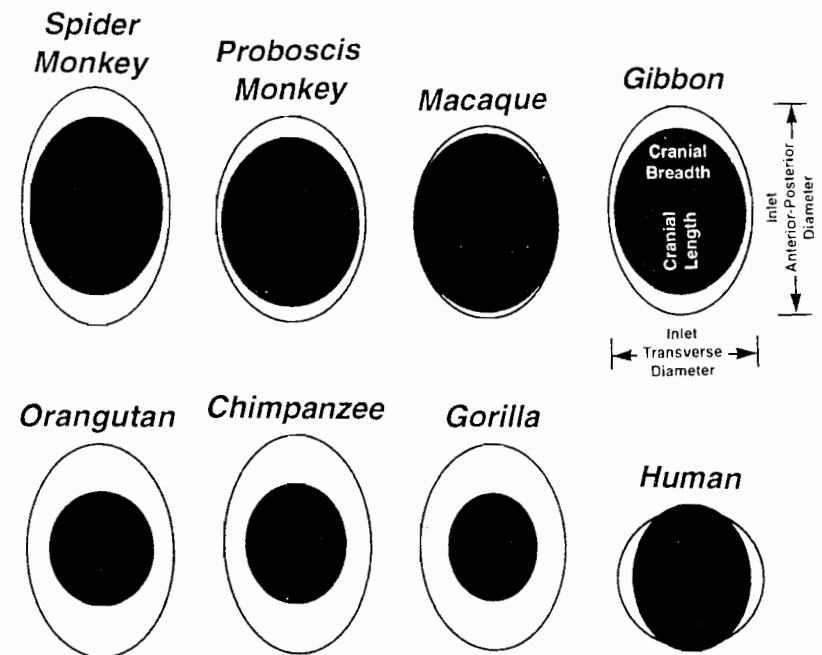 Spider
Monkey
Proboscis
Monkey
Macaque
Gibbon
Cranial
Breadth
Cranial
Length
Inlet
Anterior-Posterior
Diameter
Inlet
Transverse
Diameter
Orangutan
Chimpanzee
Gorilla
Human